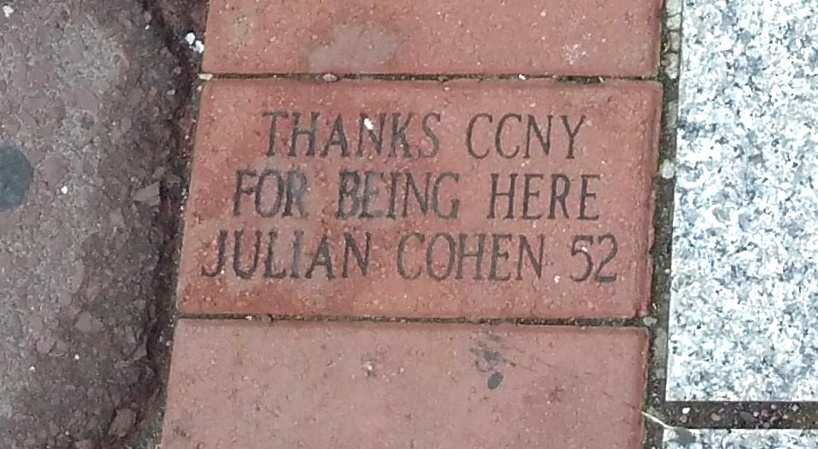 THANKS CCNY
FOR BEING HERE
JULIAN COHEN 52